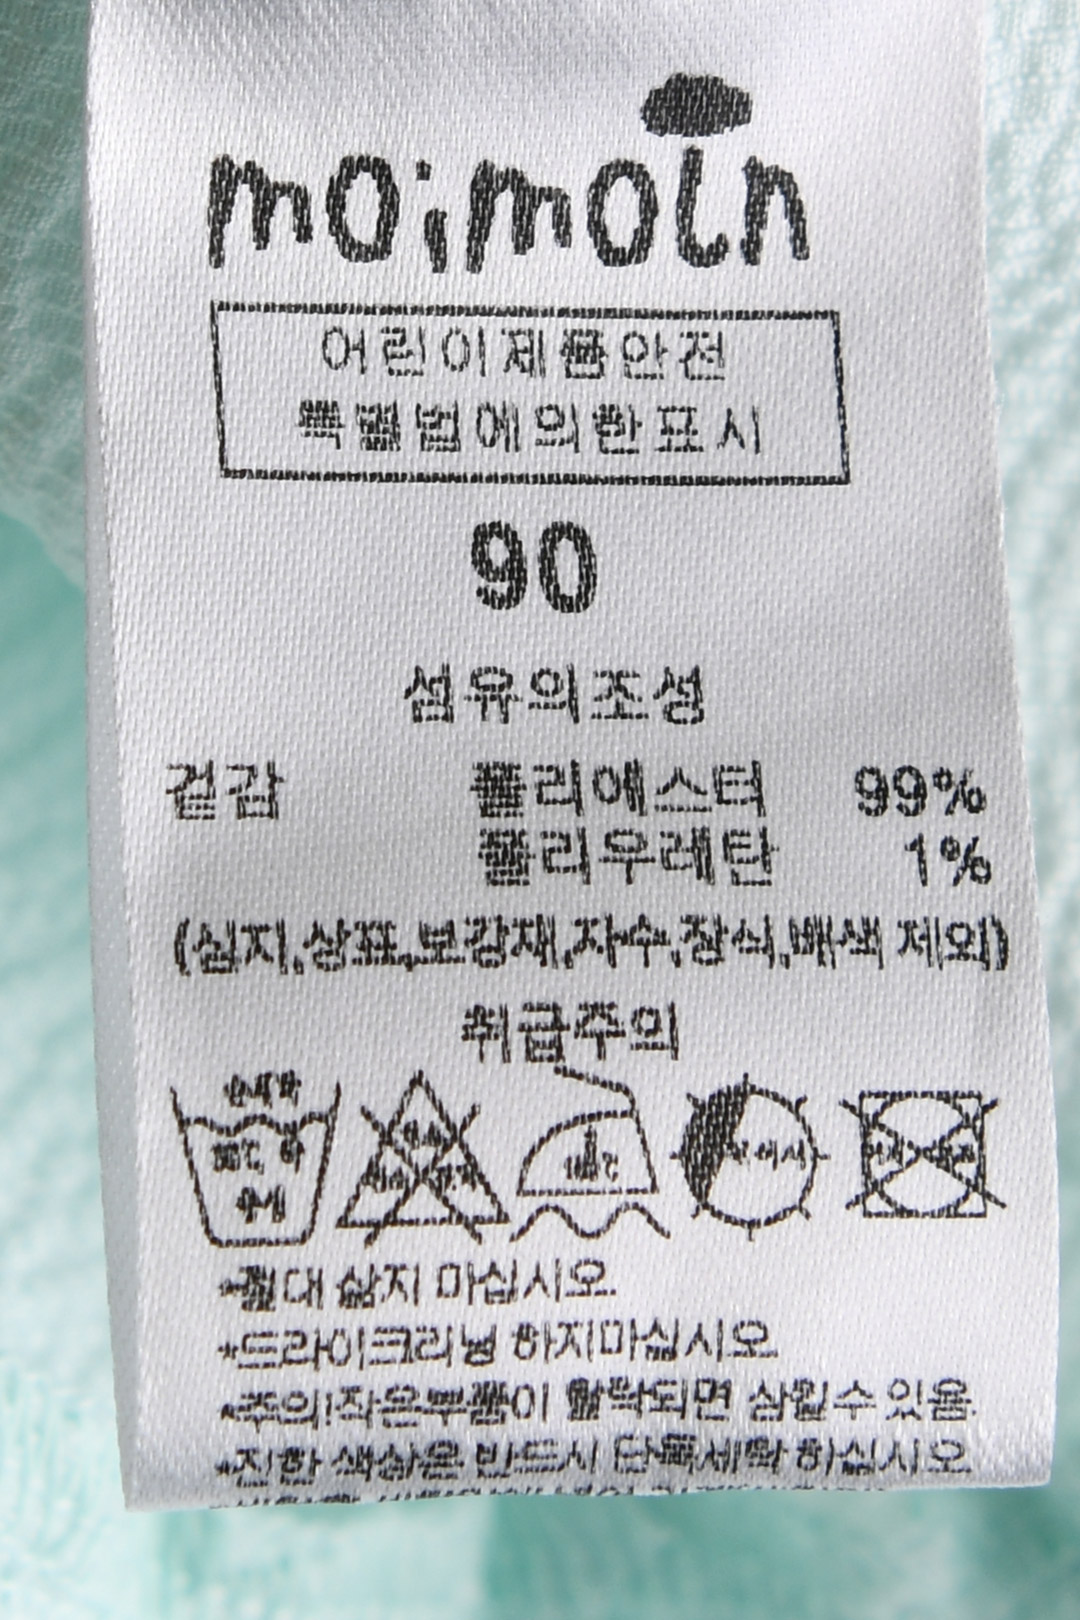 moimoln
어린이제품안전
특별법에의한표시
90
섬유의조성
겉감 폴리에스터 99%
폴리우레탄 1%
(심지,상표,보강재,자수,장식,배색 제외)
취급주의
*절대 삶지 마십시오.
*드라이크리닝 하지마십시오.
*주의!작은부품이 탈락되면 삼킬수 있음
*진한 색상은 반드시 단독세탁 하십시오.